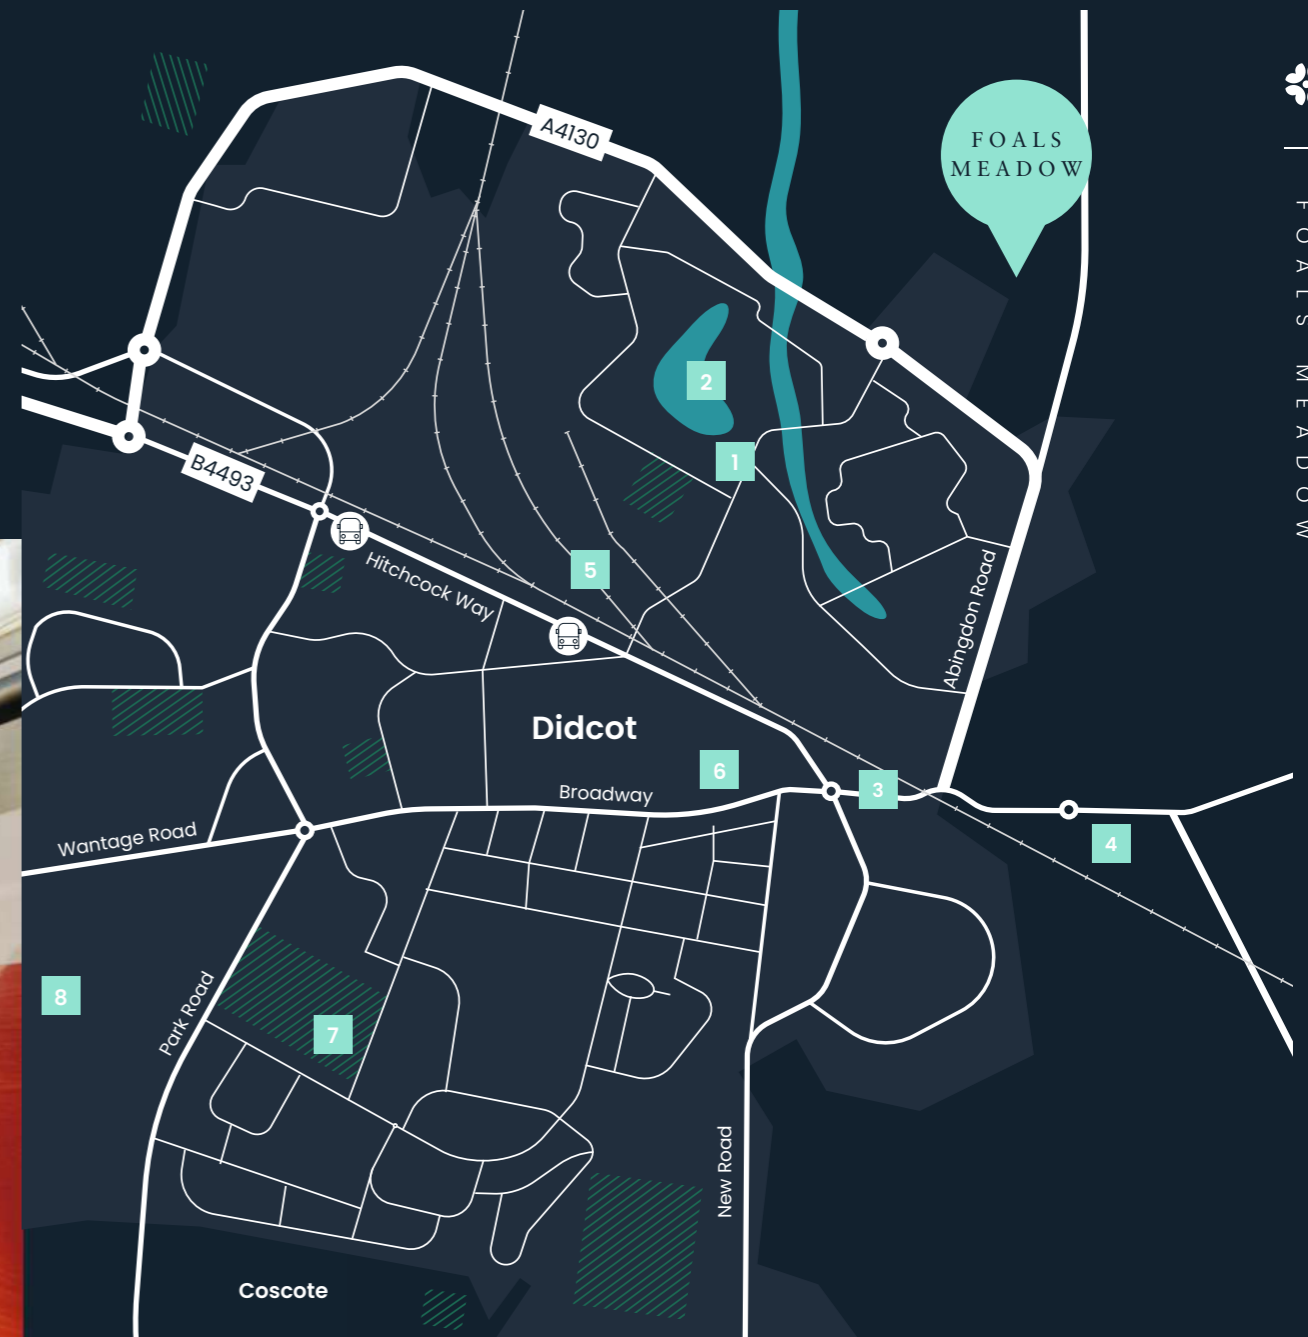 A4130
FOALS
MEADOW
FOALS MEADOW
2
1
B4493
Hitchcock Way
5
Abingdon Road
Didcot
6
3
Broadway
4
Wantage Road
8
Park Road
7
New Road
Coscote